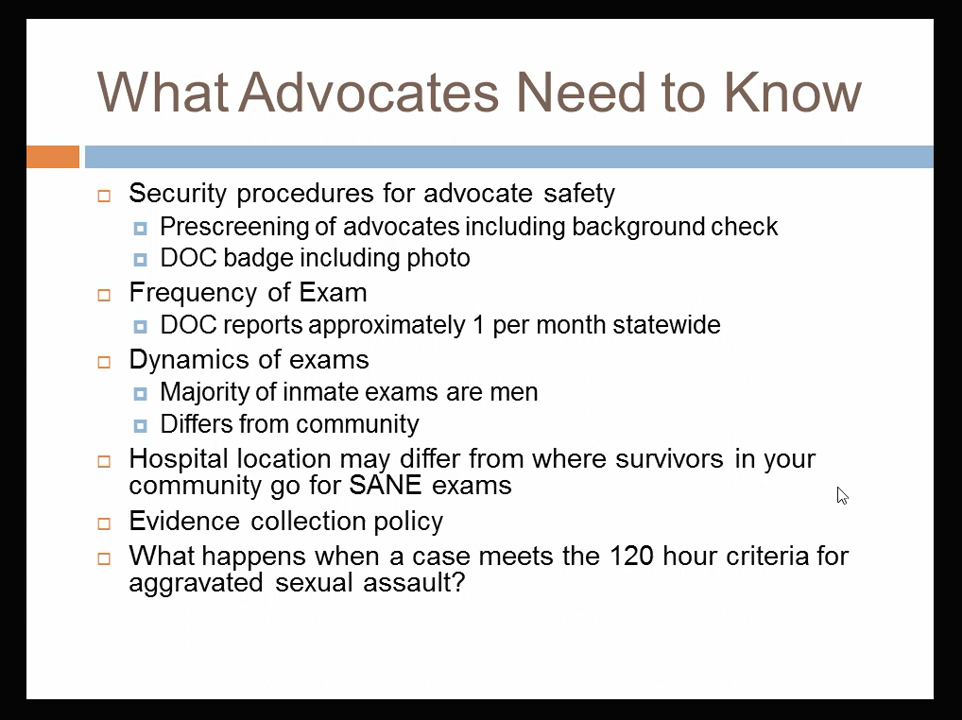 What Advocates Need to Know
Security procedures for advocate safety
Prescreening of advocates including background check
DOC badge including photo
Frequency of Exam
DOC reports approximately 1 per month statewide
Dynamics of exams
Majority of inmate exams are men
Differs from community
Hospital location may differ from where survivors in your
community go for SANE exams
Evidence collection policy
What happens when a case meets the 120 hour criteria for
aggravated sexual assault?